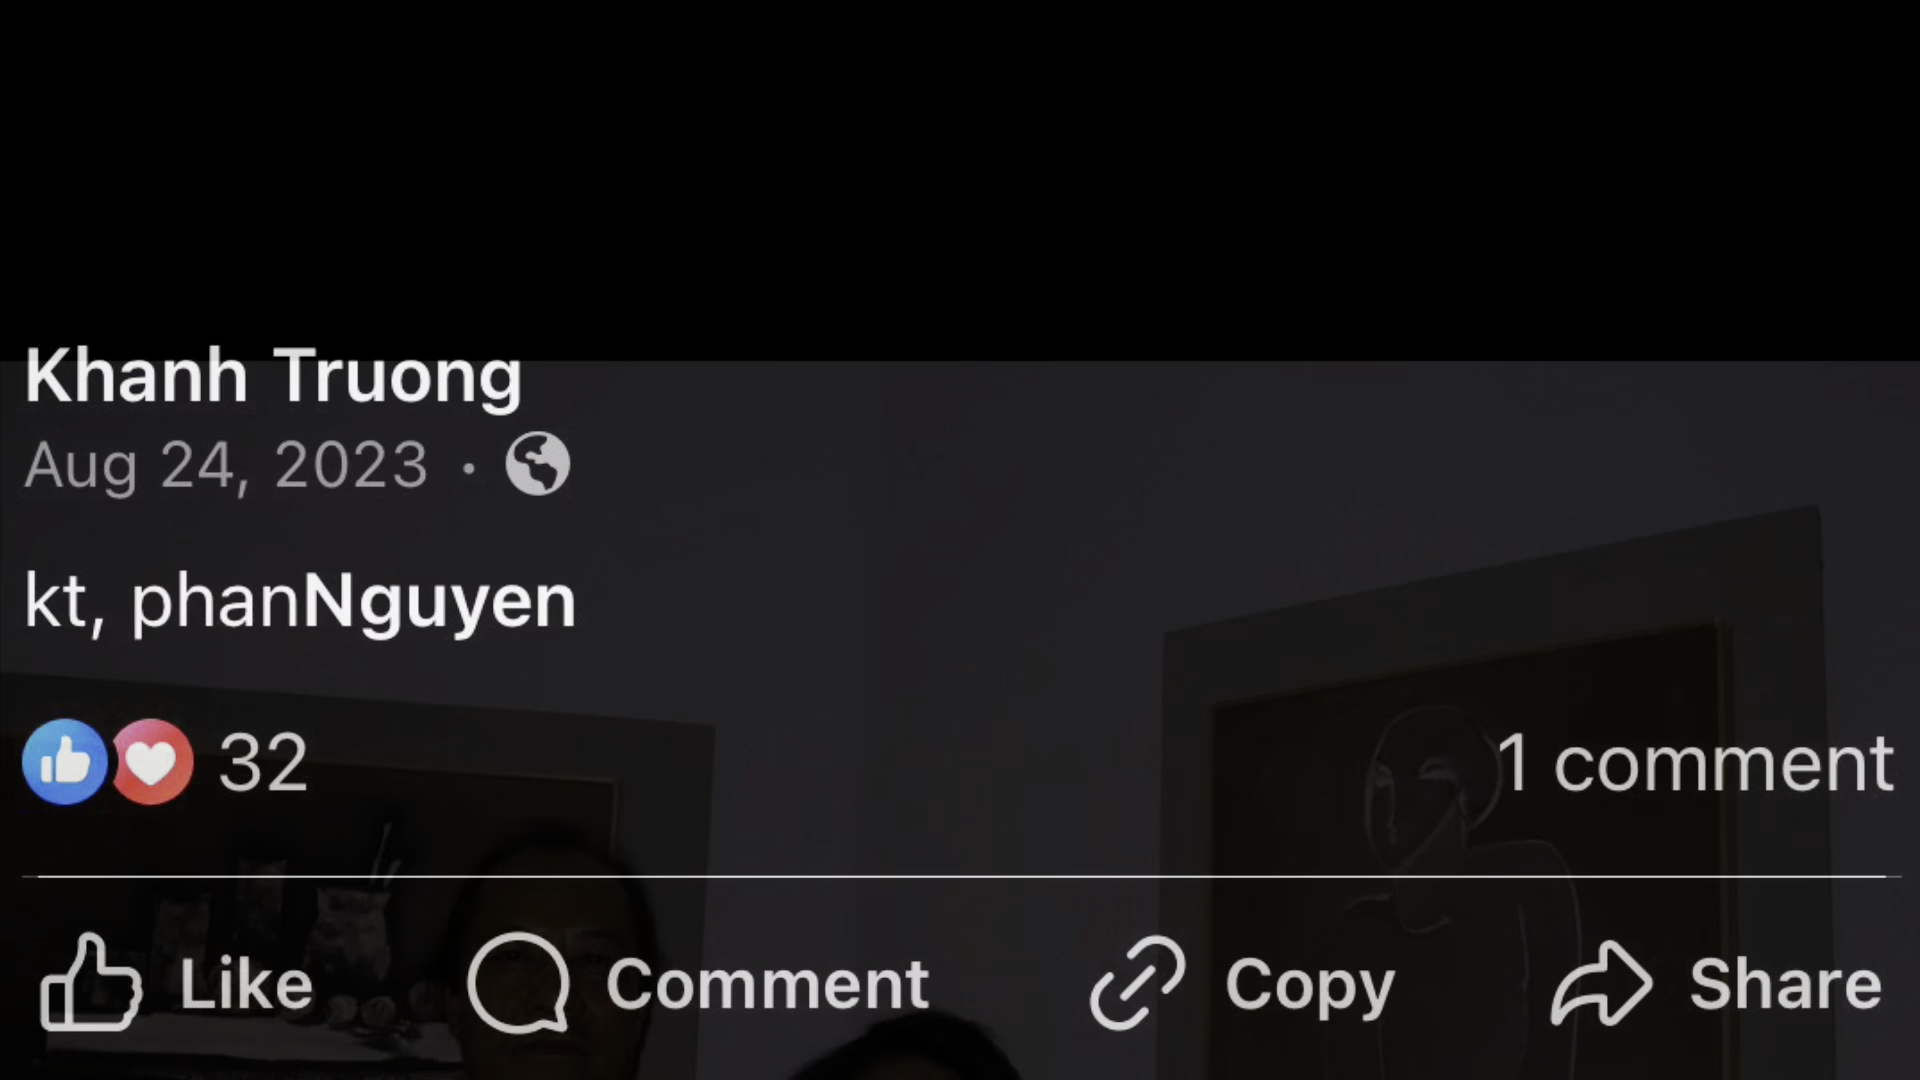 Khanh Truong
Aug 24, 2023 ·
kt, phanNguyen
32
1 comment
Like
Comment
Copy
Share